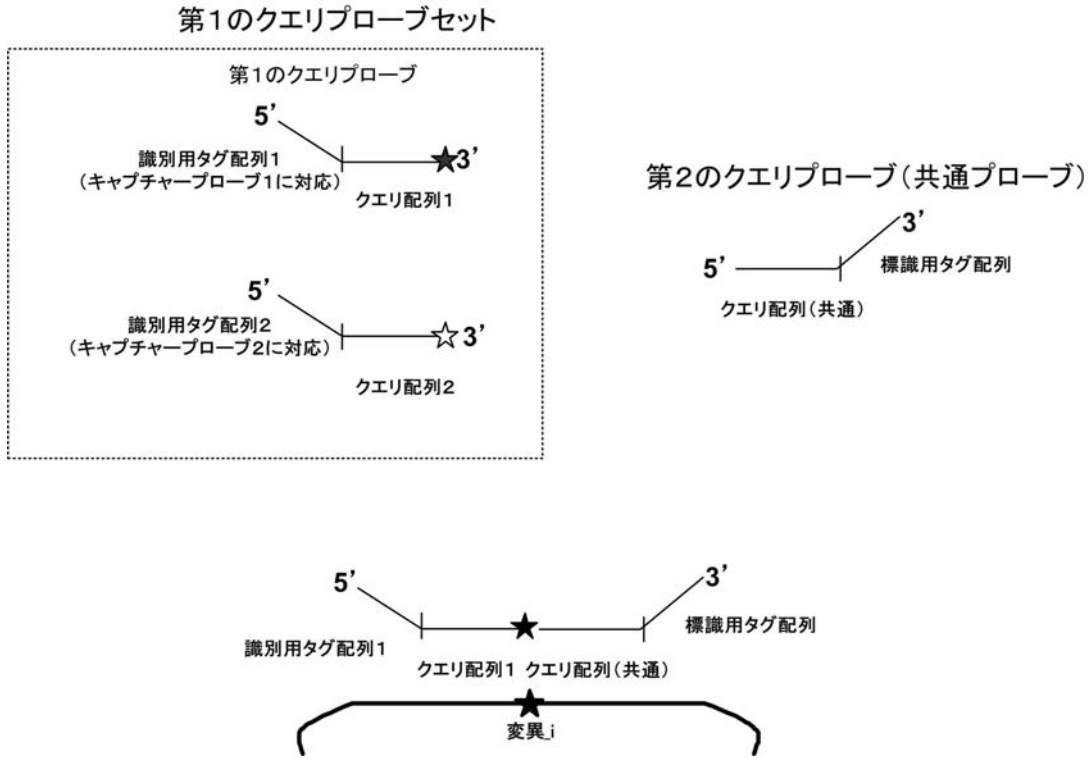 第1のクエリプローブセット
第1のクエリプローブ
5’
識別用タグ配列1
(キャプチャープローブ1に対応)
3’
クエリ配列1
5’
識別用タグ配列2
(キャプチャープローブ2に対応)
3’
クエリ配列2
第2のクエリプローブ(共通プローブ)
3’
5’
標識用タグ配列
クエリ配列(共通)
5’
3’
識別用タグ配列1
標識用タグ配列
クエリ配列1 クエリ配列(共通)
変異_i